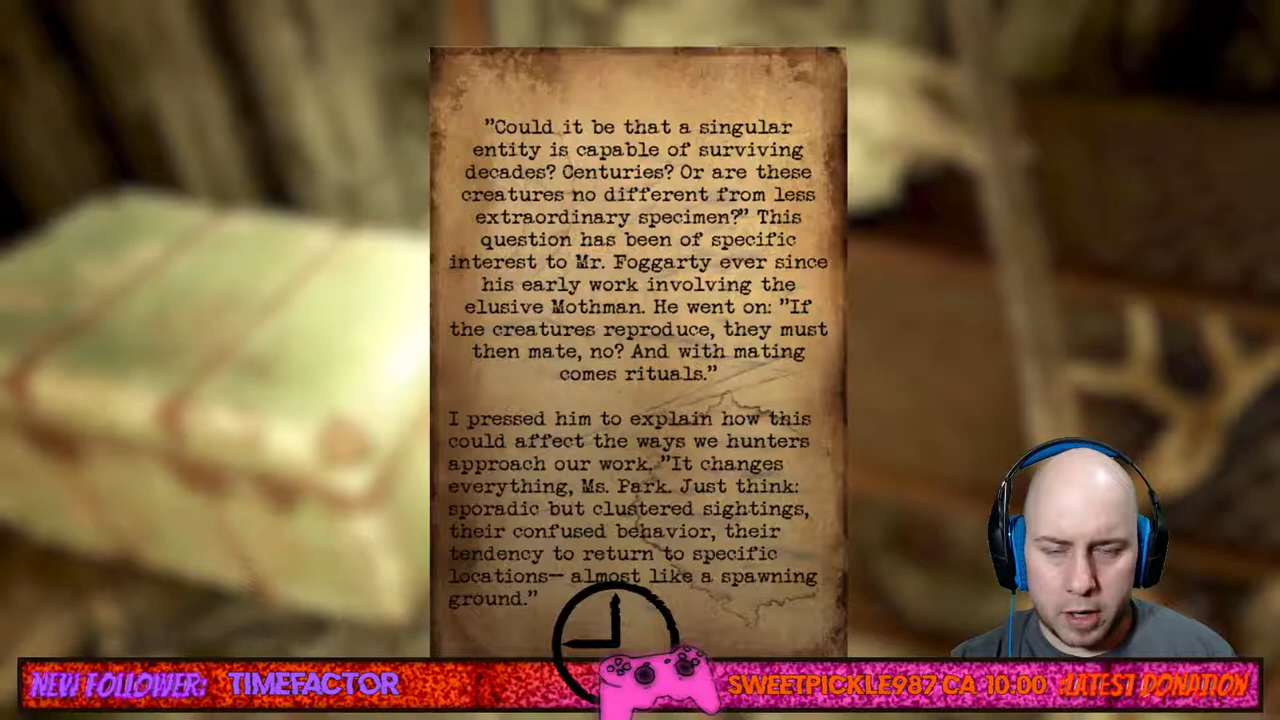 "Could it be that a singular
entity is capable of surviving
decades? Centuries? Or are these
creatures no different from less
extraordinary specimen?" This
question has been of specific
interest to Mr. Foggarty ever since
his early work involving the
elusive Mothman. He went on: "If
the creatures reproduce, they must
then mate, no? And with mating
comes rituals."
I pressed him to explain how this
could affect the ways we hunters
approach our work. "It changes
everything, Ms. Park. Just think:
sporadic but clustered sightings,
their confused behavior, their
tendency to return to specific
locations— almost like a spawning
ground."
NEW FOLLOWER: TIMEFACTOR
SWEETPICKLE987 CA 10.00 :LATEST DONATION